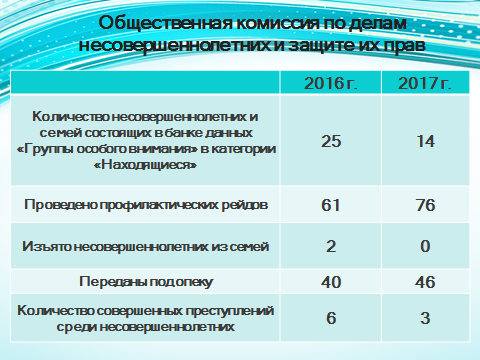 Общественная комиссия по делам
несовершеннолетних и защите их прав
2016 г. 2017 г.
Количество несовершеннолетних и
семей состоящих в банке данных
«Группы особого внимания» в категории
«Находящиеся»
25 14
Проведено профилактических рейдов 61 76
Изъято несовершеннолетних из семей 2 0
Переданы под опеку 40 46
Количество совершенных преступлений
среди несовершеннолетних
6 3